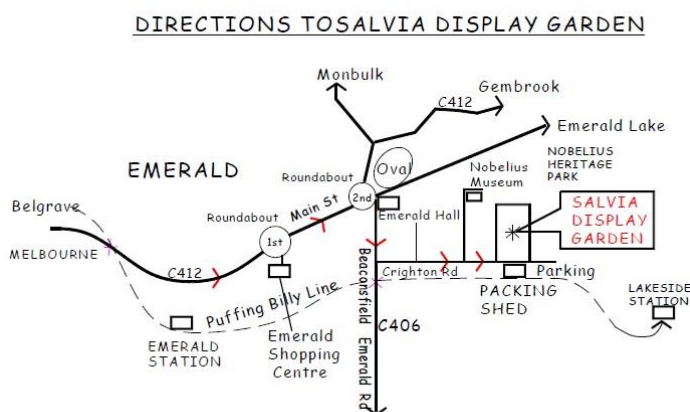 DIRECTIONS TOSALVIA DISPLAY GARDEN
Monbulk
C412
Gembrook
Emerald Lake
EMERALD
Oval
NOBELIUS
HERITAGE
PARK
Roundabout
2nd
Nobelius
Museum
Belgrave
Roundabout
Main St
Emerald Hall
SALVIA
DISPLAY
GARDEN
1st
MELBOURNE
C412
Crighton Rd
Parking
Puffing Billy Line
PACKING
SHED
LAKESIDE
STATION
EMERALD
STATION
Emerald
Shopping
Centre
Beaconsfield Emerald Rd
C406